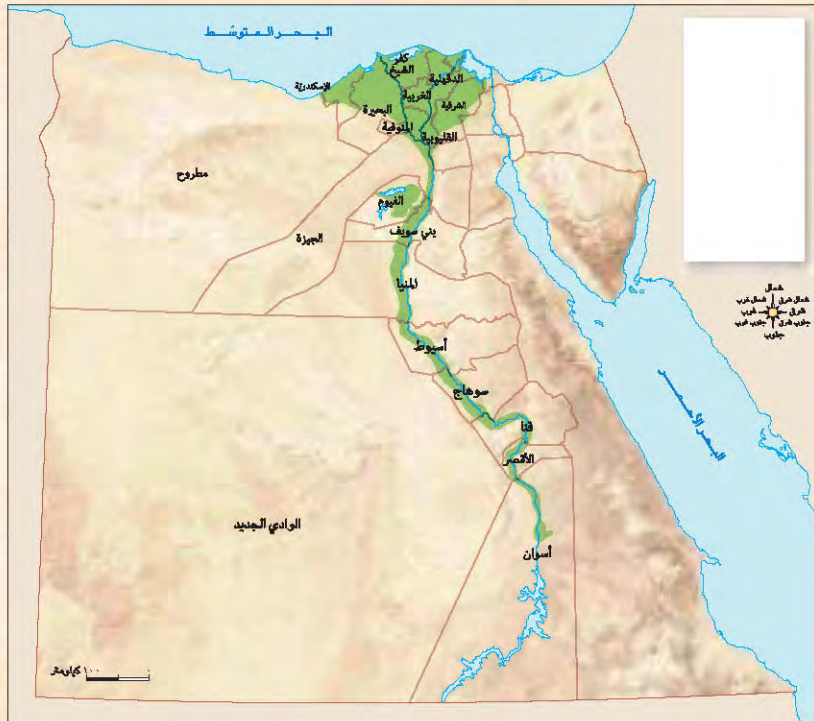 البحر المتوسّط
كفر
الشيخ
الدقهلية
الإسكندريّة
الغربية
الشرقية
البحيرة
المنوفية
القليوبية
مطروح
الفيوم
بني سويف
الجيزة
المنيا
شمال
شمال غرب
شمال شرق
غرب
شرق
جنوب غرب
جنوب شرق
جنوب
أسيوط
سوهاج
قنا
الأقصر
البحر الأحمر
الوادي الجديد
أسوان
١٠٠ كيلومتر